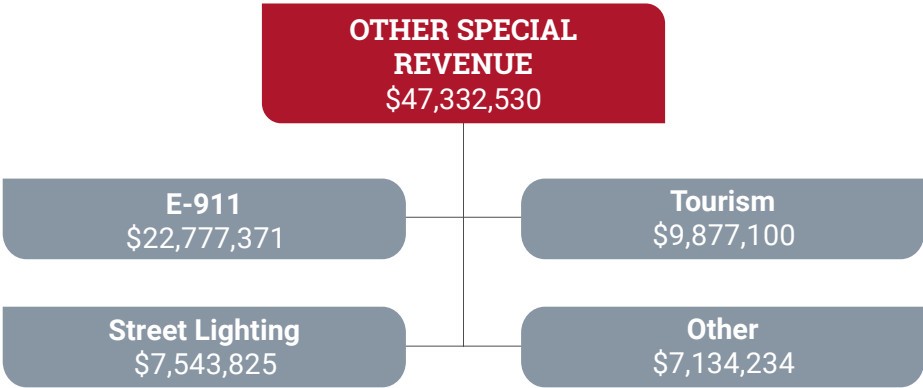 OTHER SPECIAL
REVENUE
$47,332,530
E-911
$22,777,371
Tourism
$9,877,100
Street Lighting
$7,543,825
Other
$7,134,234